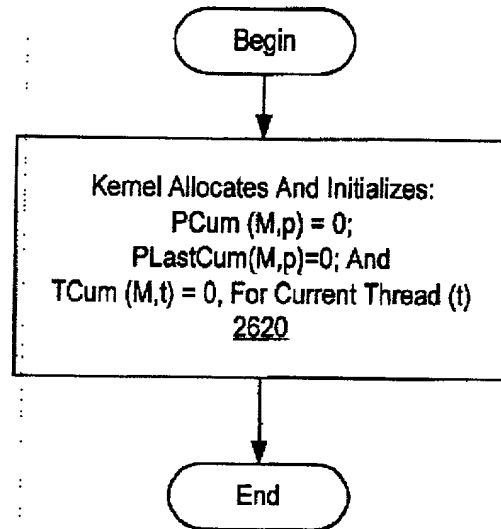 Begin
Kernel Allocates And Initializes:
PCum (M,p) = 0;
PLastCum(M,p)=0; And
TCum (M,t) = 0, For Current Thread (t)
2620
End